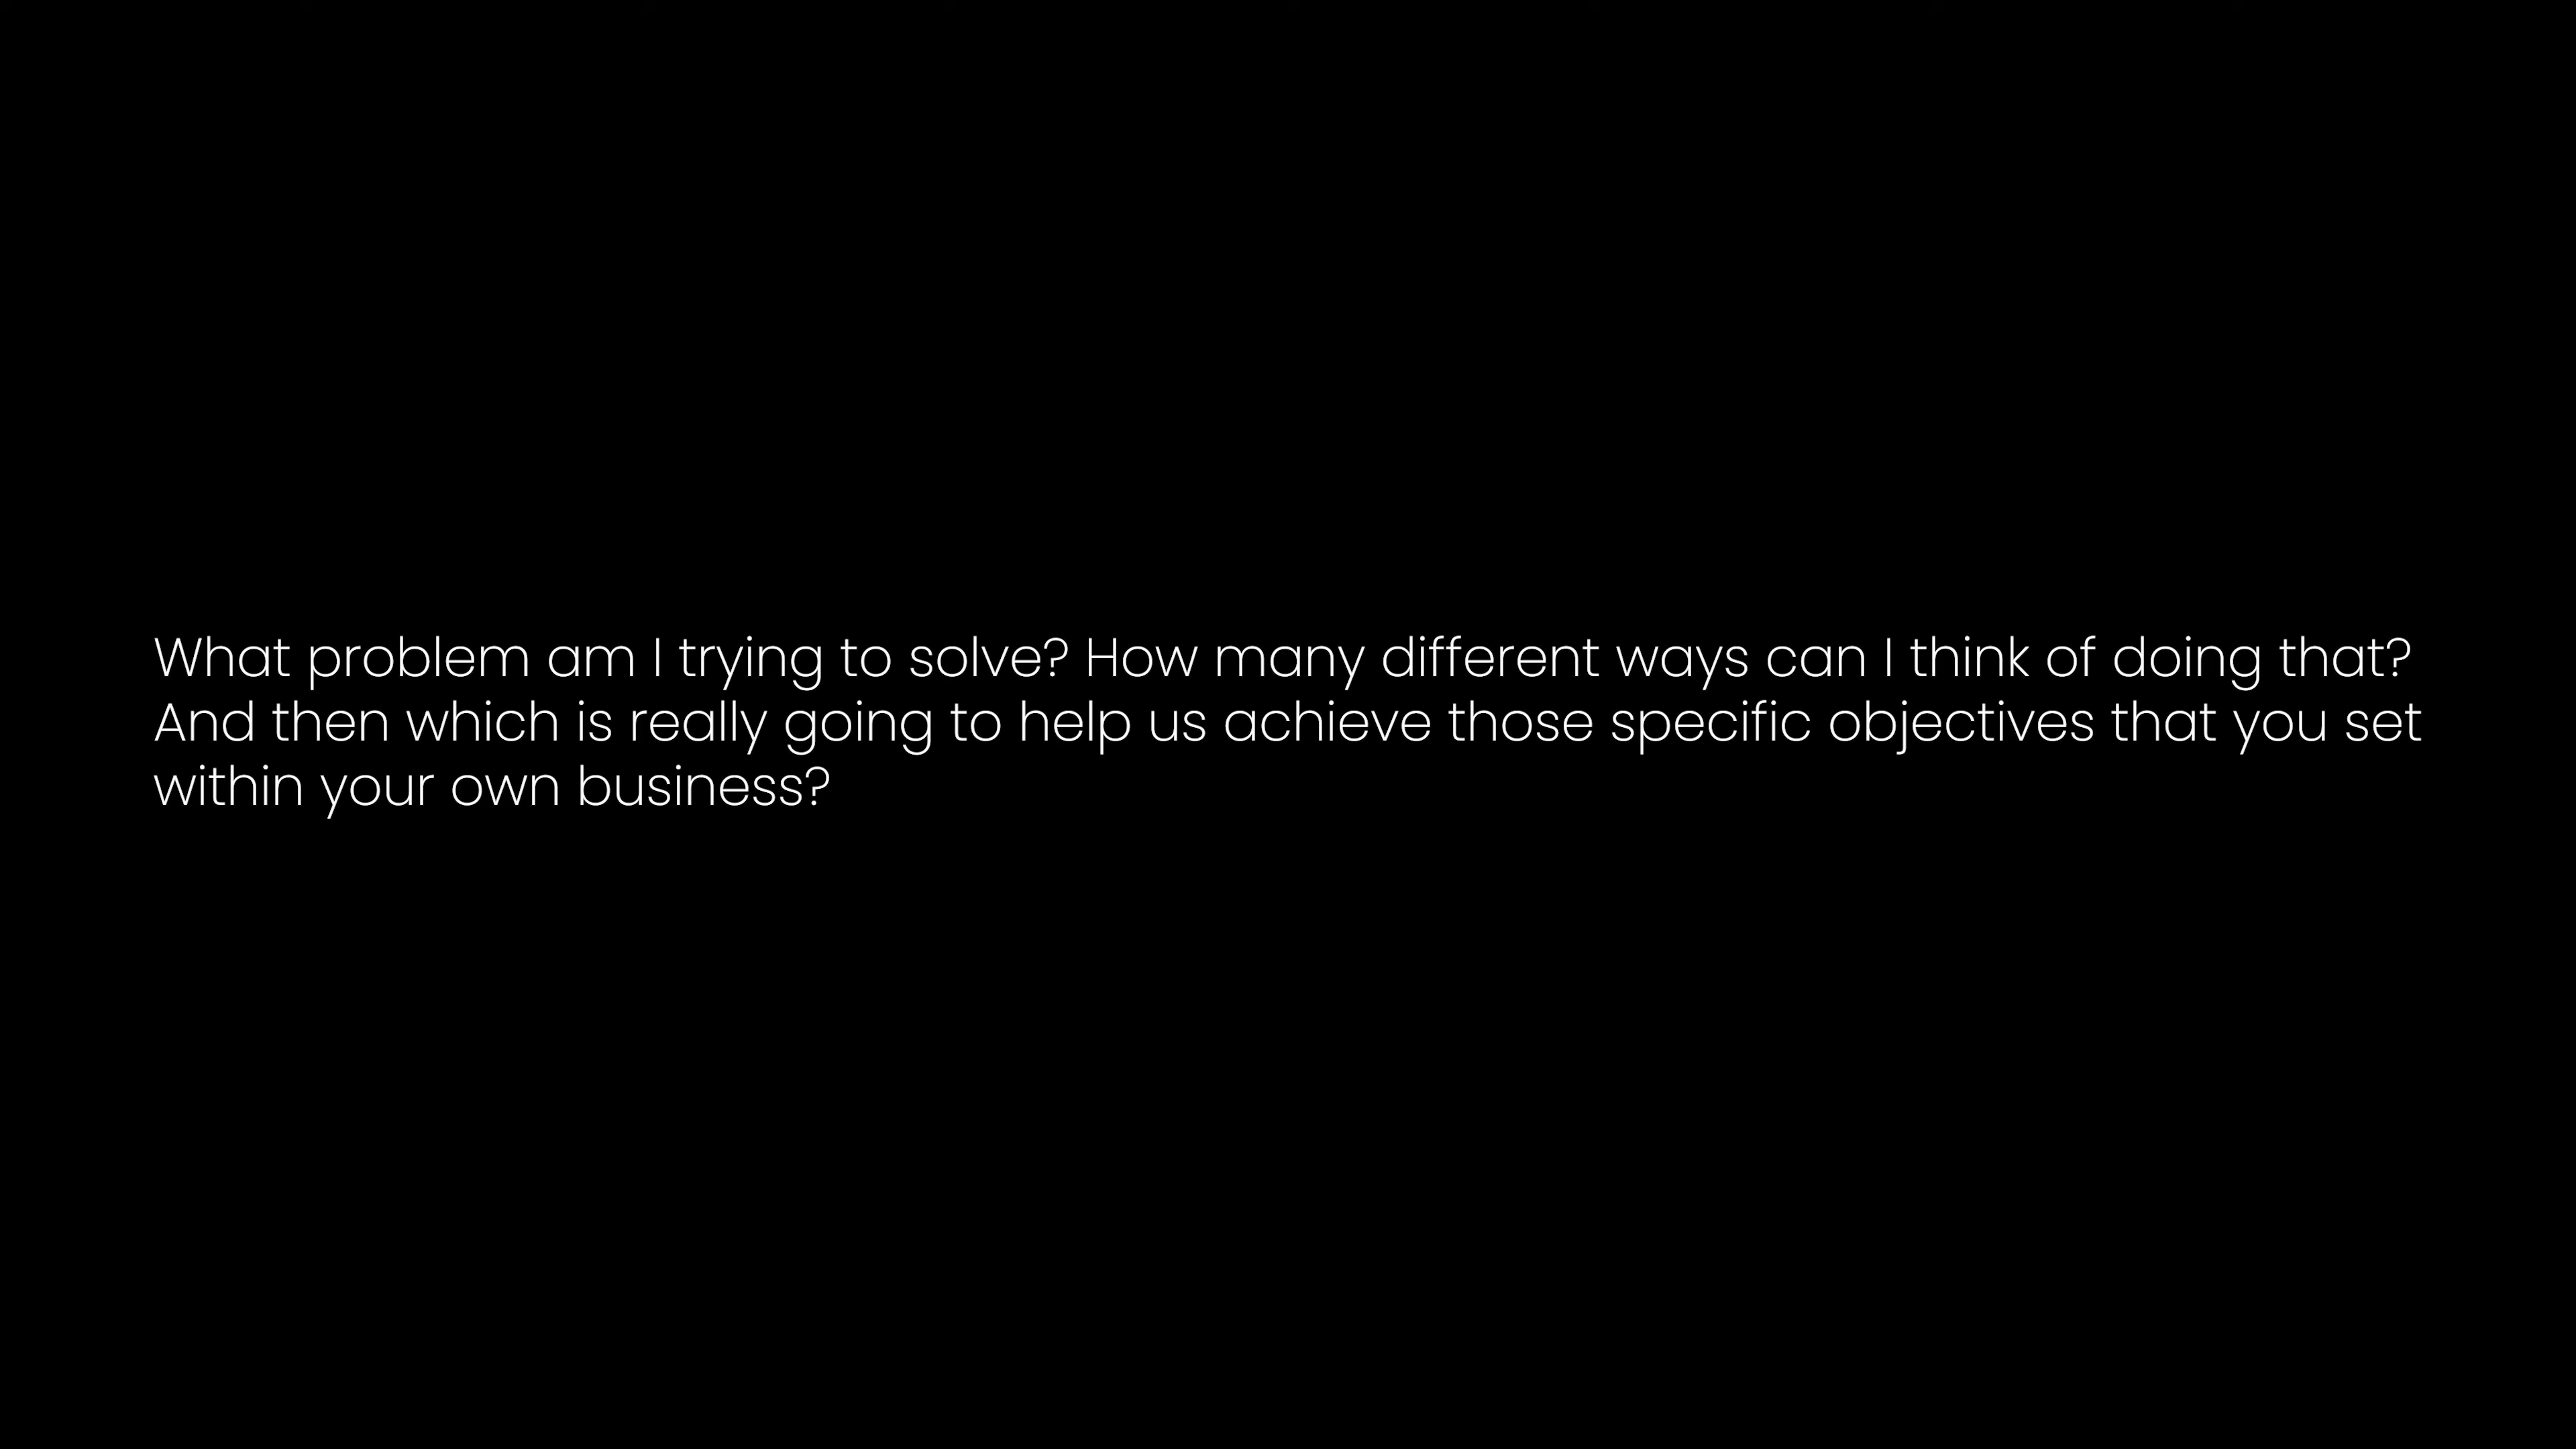 What problem am I trying to solve? How many different ways can I think of doing that?
And then which is really going to help us achieve those specific objectives that you set
within your own business?